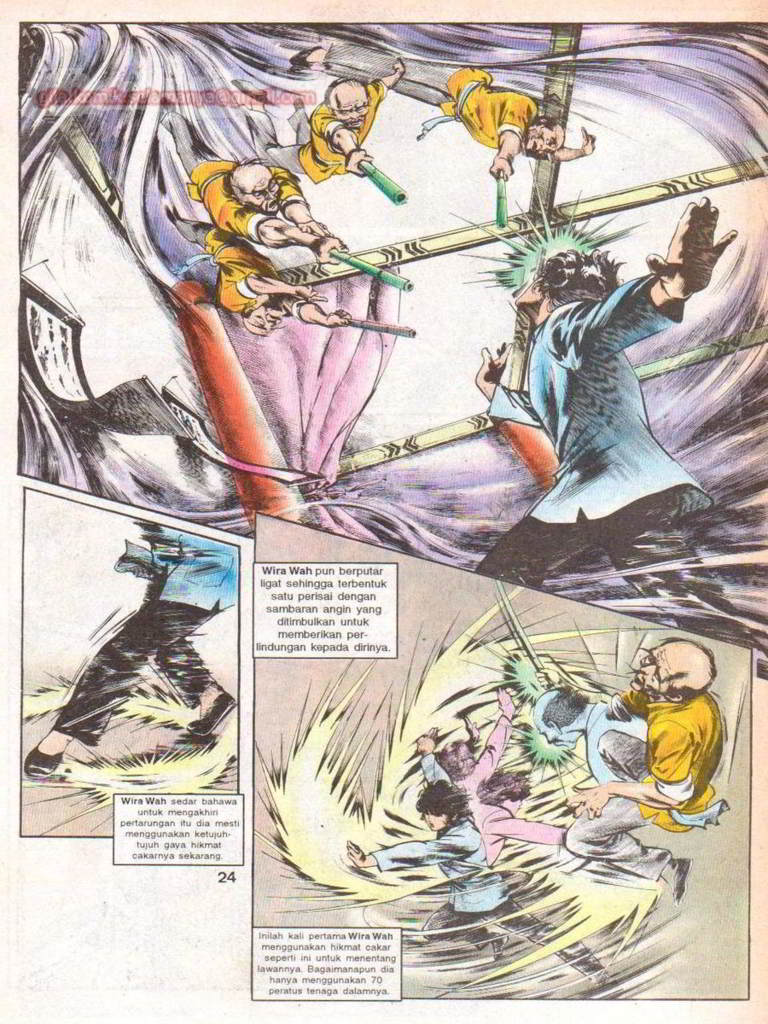 Wira Wah sedar bahawa
untuk mengakhiri
pertarungan itu dia mesti
menggunakan ketujuh-
tujuh gaya hikmat
cakarnya sekarang.
24
Wira Wah pun berputar
ligat sehingga terbentuk
satu perisai dengan
sambaran angin yang
ditimbulkan untuk
memberikan per-
lindungan kepada dirinya.
Inilah kali pertama Wira Wah
menggunakan hikmat cakar
seperti ini untuk menentang
lawannya. Bagaimanapun dia
hanya menggunakan 70
peratus tenaga dalamnya.